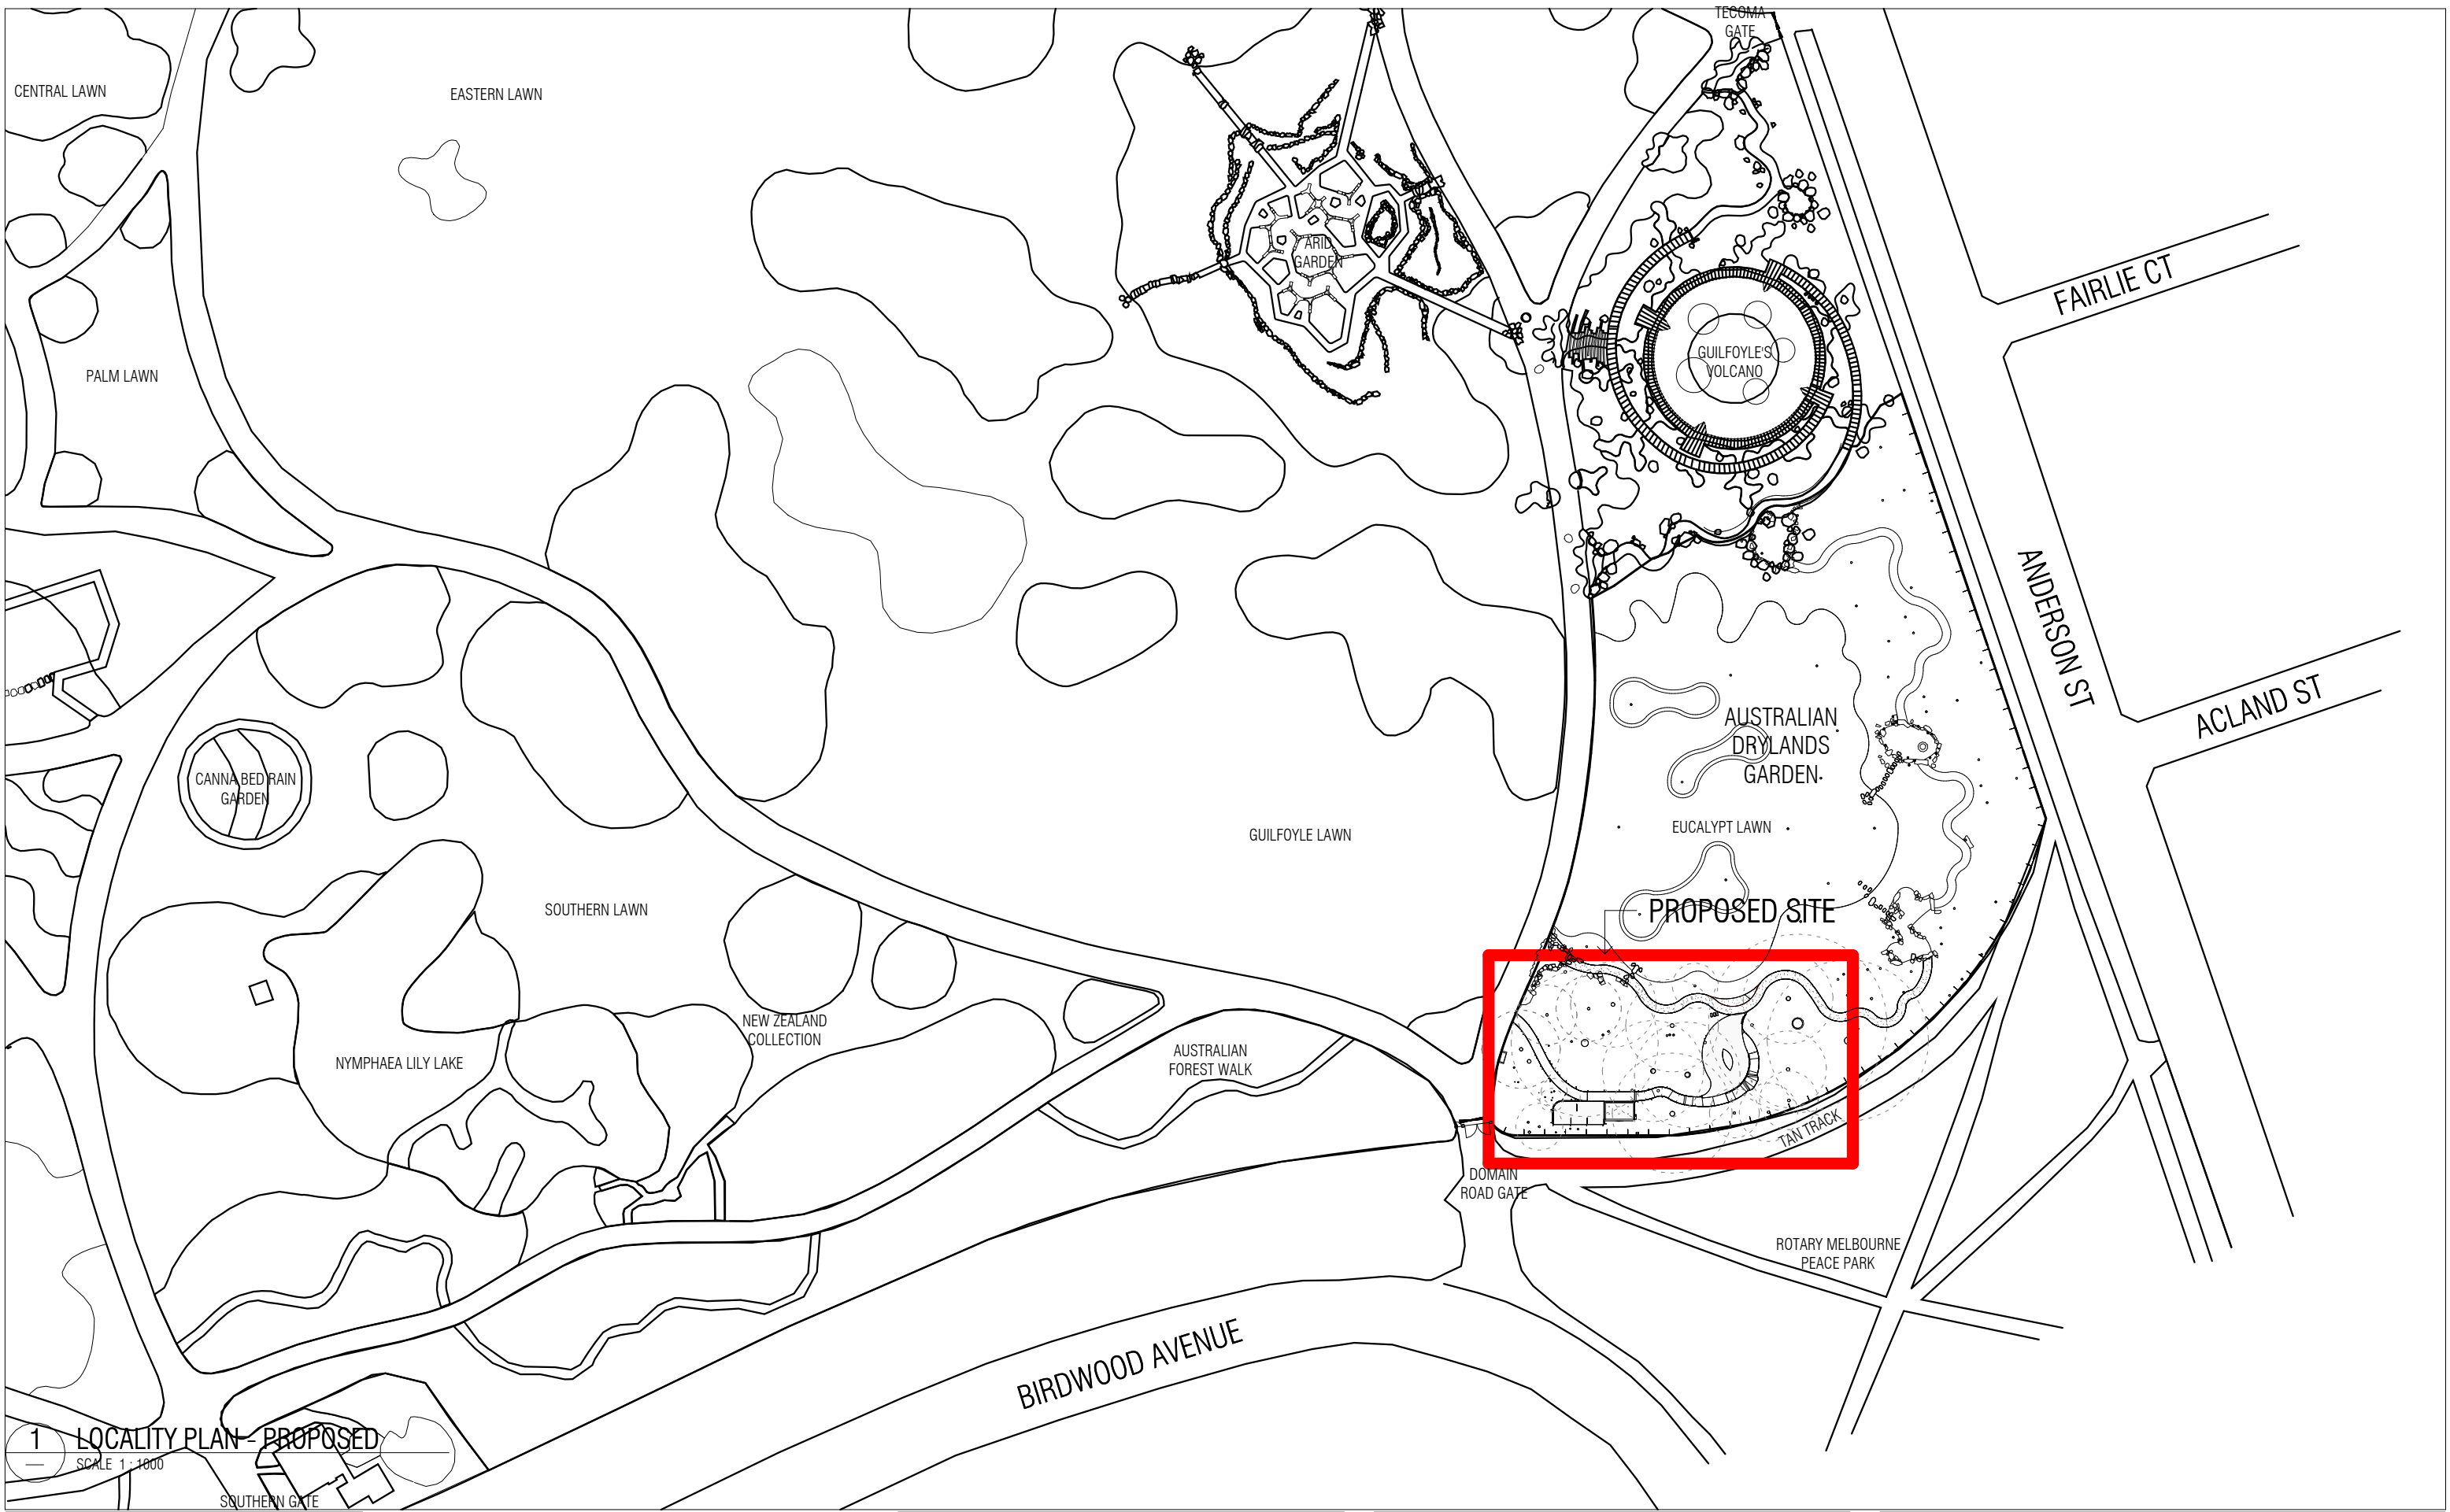 TECOMA
GATE
CENTRAL LAWN
EASTERN LAWN
ARID
GARDEN
FAIRLIE CT
GUILFOYLE'S
VOLCANO
PALM LAWN
ANDERSON ST
ACLAND ST
AUSTRALIAN
DRYLANDS
GARDEN
CANNA BED RAIN
GARDEN
EUCALYPT LAWN
GUILFOYLE LAWN
SOUTHERN LAWN
PROPOSED SITE
NEW ZEALAND
COLLECTION
NYMPHAEA LILY LAKE
AUSTRALIAN
FOREST WALK
TAN TRACK
DOMAIN
ROAD GATE
ROTARY MELBOURNE
PEACE PARK
BIRDWOOD AVENUE
1 LOCALITY PLAN - PROPOSED
SCALE 1 : 1000
SOUTHERN GATE